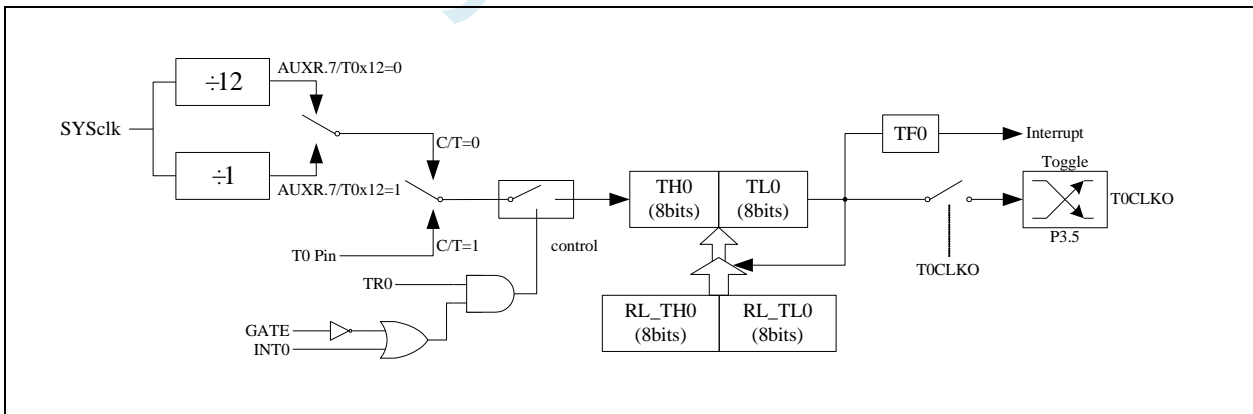 ÷12
AUXR.7/T0x12=0
SYSclk
C/T=0
÷1
AUXR.7/T0x12=1
T0 Pin
C/T=1
control
TR0
GATE
INT0
TH0
(8bits)
TL0
(8bits)
RL_TH0
(8bits)
RL_TL0
(8bits)
TF0
Interrupt
Toggle
T0CLKO
P3.5
T0CLKO